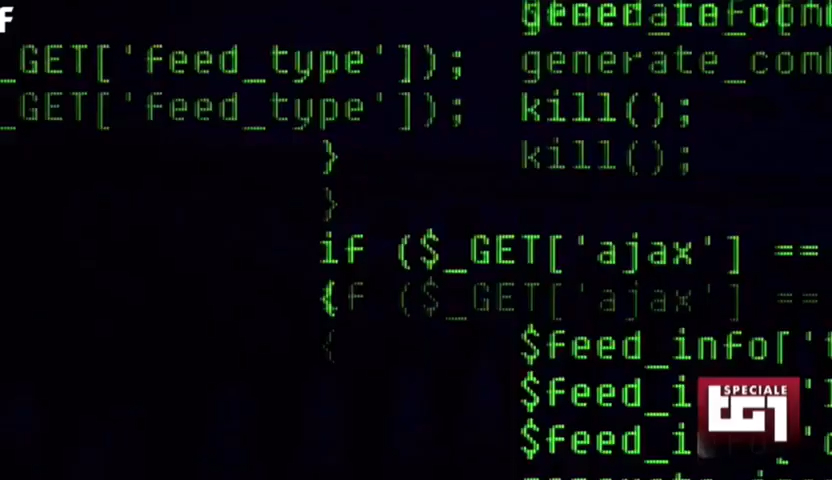 f
_GET['feed_type']);
generate_com
_GET['feed_type']);
kill();
}
kill();
}
if ($_GET['ajax'] ==
{f ($_GET['ajax'] ==
{
$feed_info['
$feed_i
$feed_i
SPECIALE
TG1